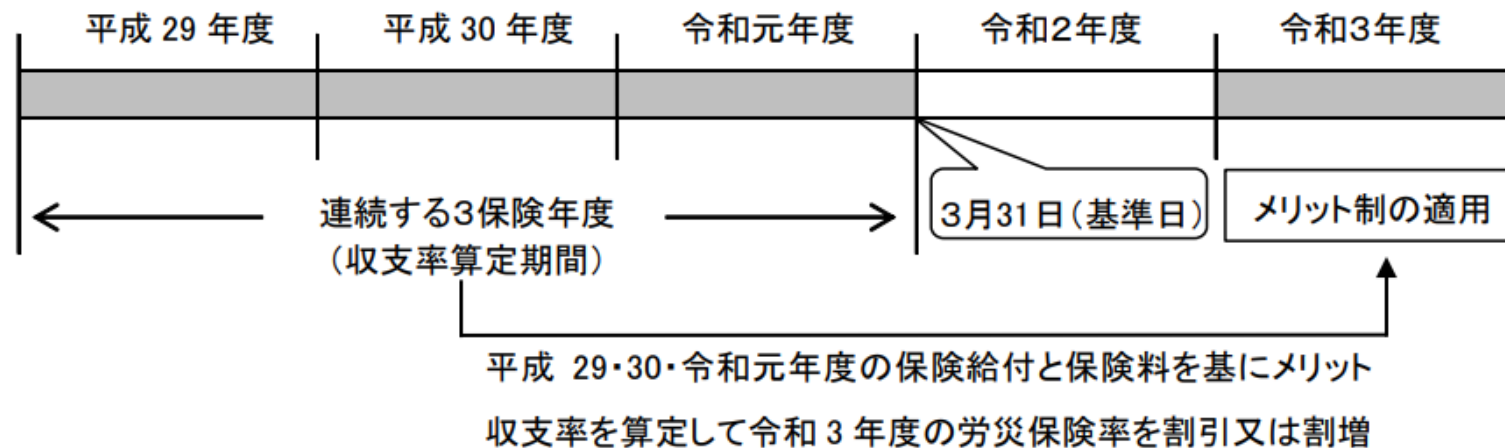 平成 29 年度 平成 30 年度 令和元年度 令和2年度 令和3年度
連続する3保険年度
(収支率算定期間)
3月31日(基準日)
メリット制の適用
平成 29・30・令和元年度の保険給付と保険料を基にメリット
収支率を算定して令和 3 年度の労災保険率を割引又は割増